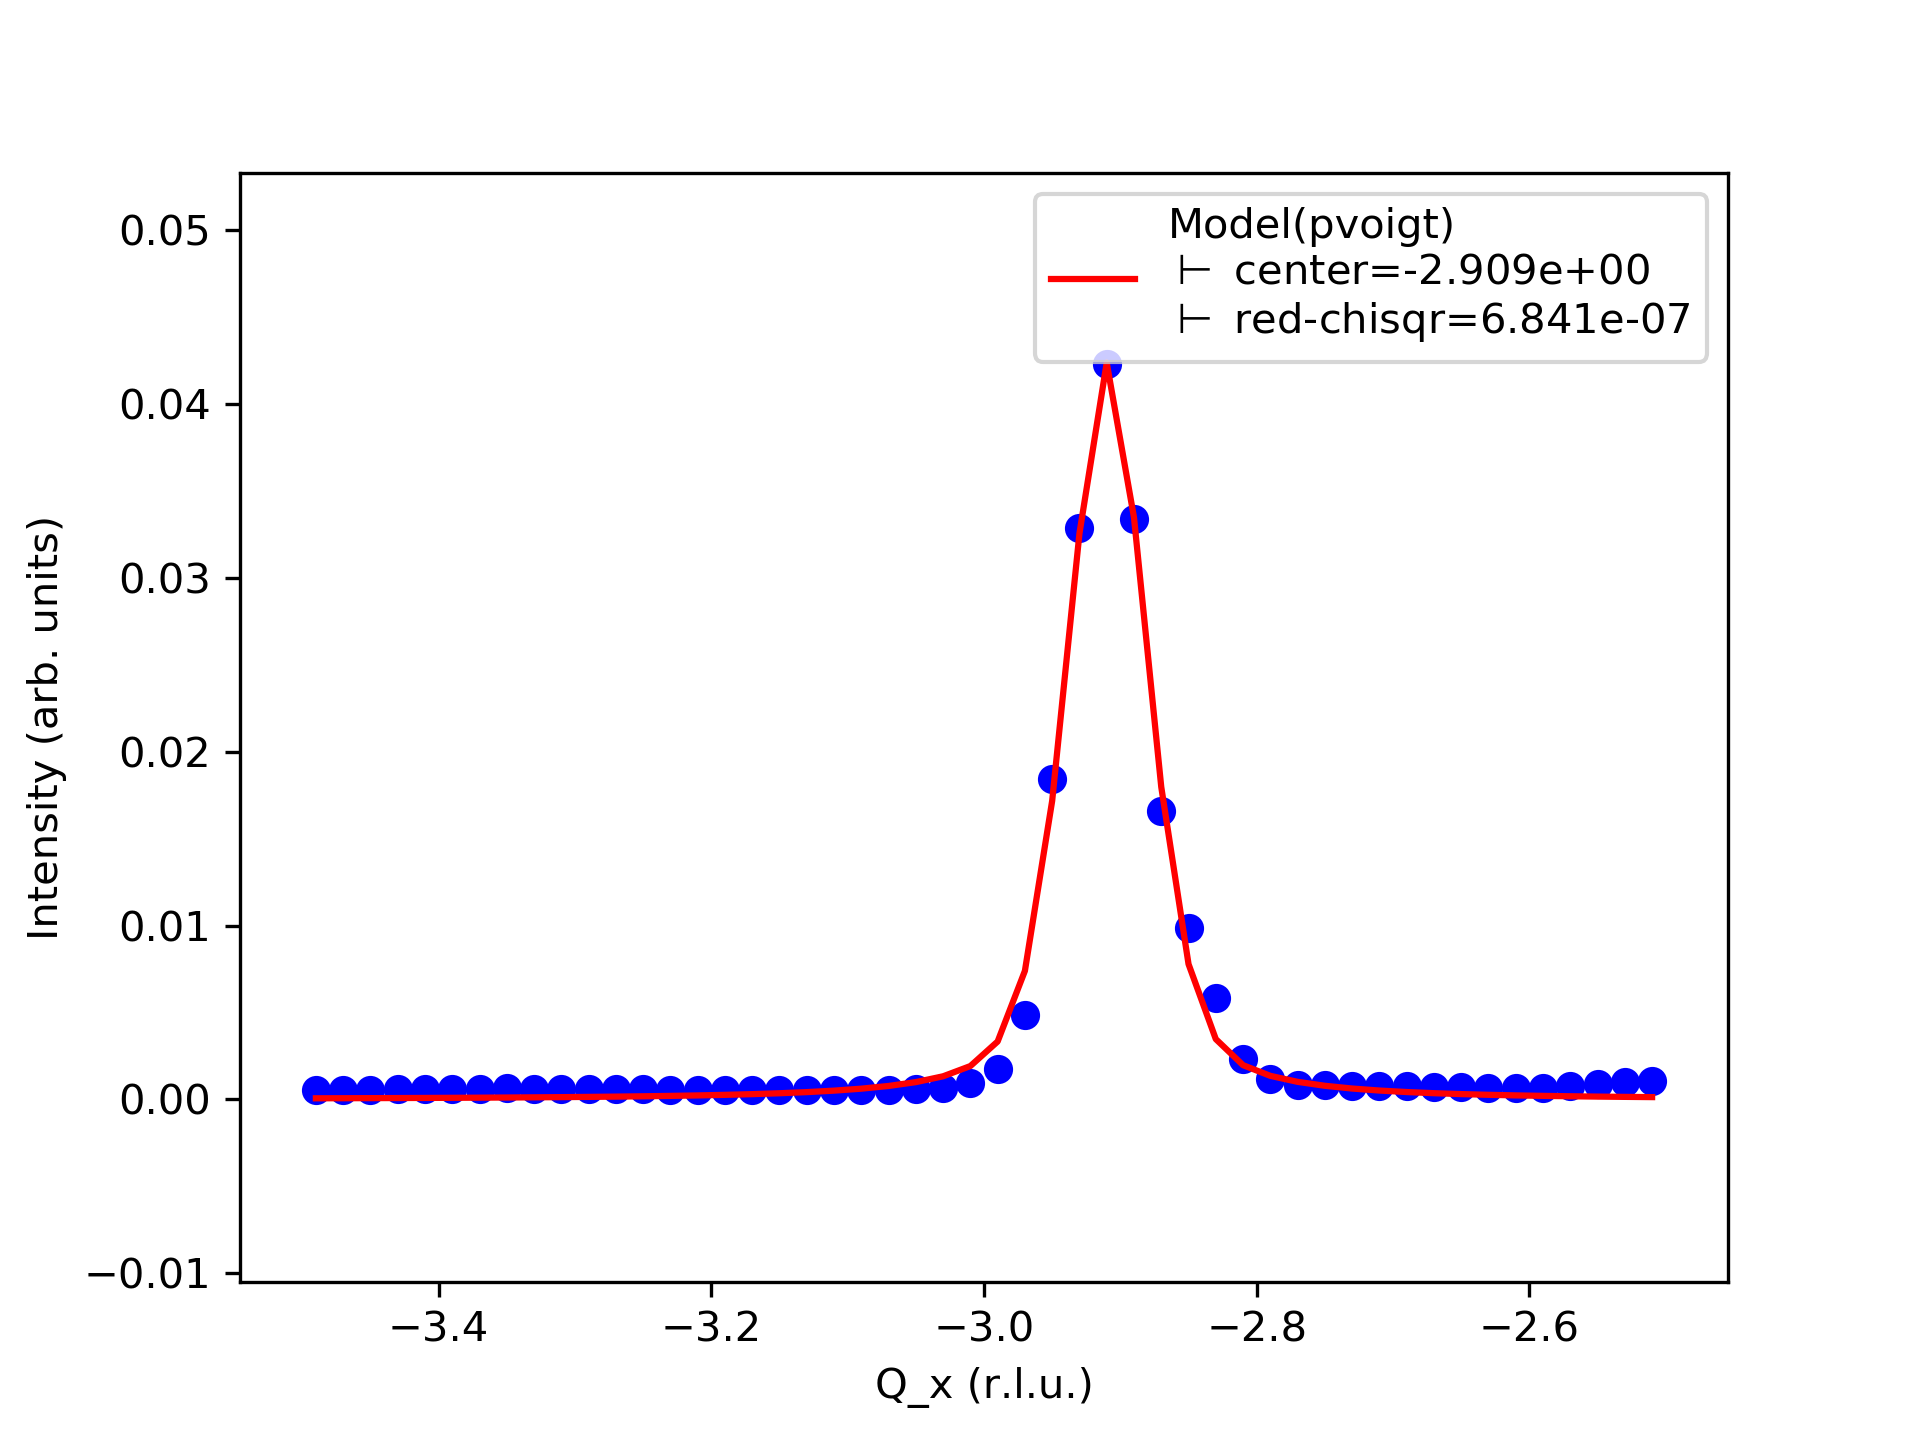 Model(pvoigt)
⊢ center=-2.909e+00
⊢ red-chisqr=6.841e-07
0.05
0.04
0.03
0.02
0.01
0.00
−0.01
Intensity (arb. units)
−3.4 −3.2 −3.0 −2.8 −2.6
Q_x (r.l.u.)